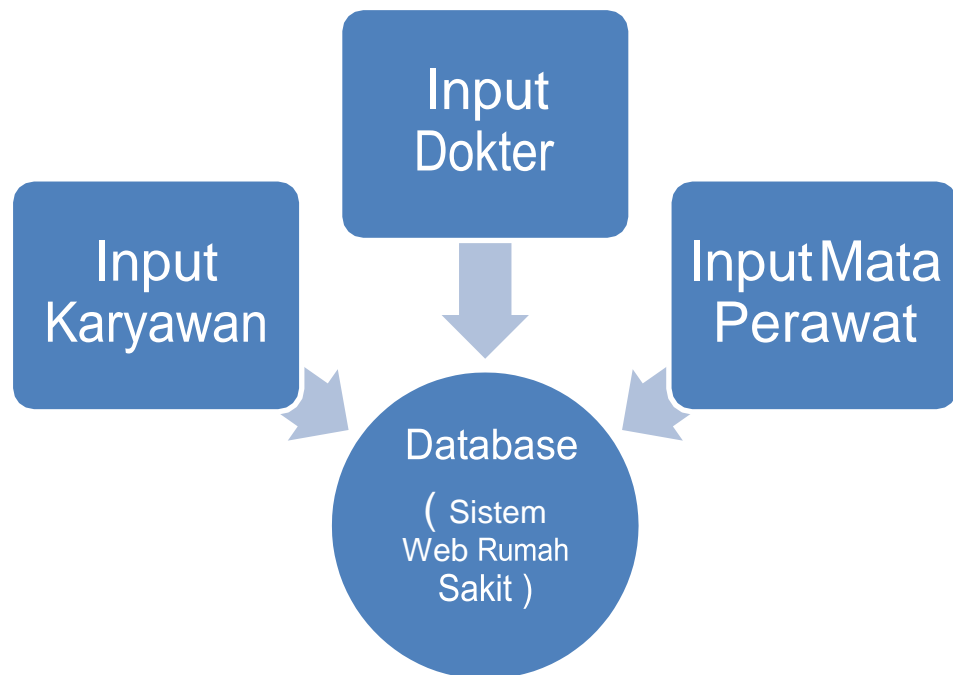 Input
Dokter
Input
Karyawan
Input Mata
Perawat
Database
( Sistem
Web Rumah
Sakit )